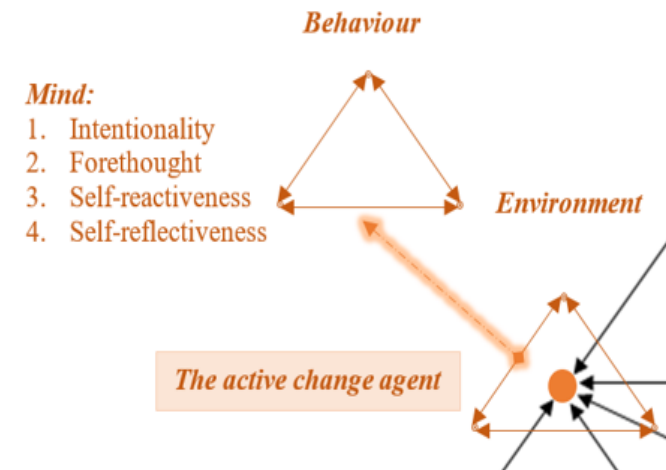 Behaviour
Mind:
1. Intentionality
2. Forethought
3. Self-reactiveness
4. Self-reflectiveness
Environment
The active change agent